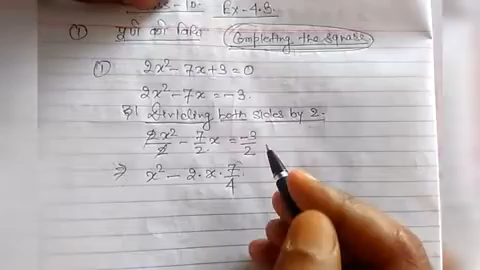 Ex-4.3.
① पूर्ण की विधि (Completing the square)
① 2x²- 7x+3=0
2x²-7x=-3.
Dividing both sides by 2.
2x²/2 - 7/2 x = -3/2
⇒ x² - 2·x·7/4